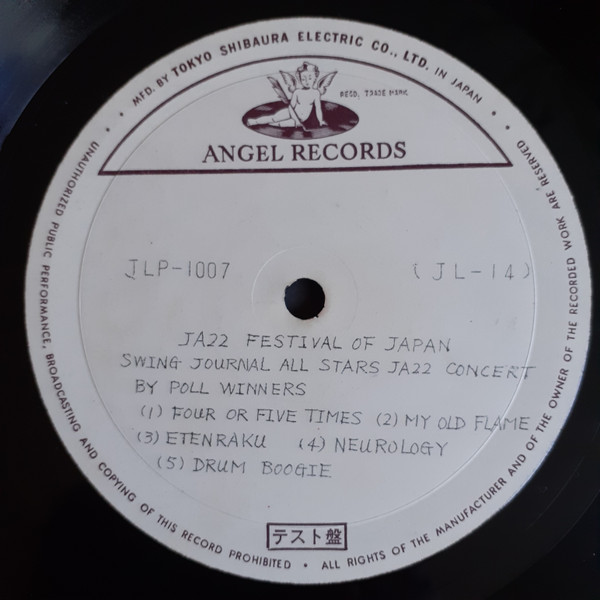 MFD. BY TOKYO SHIBAURA ELECTRIC CO., LTD. IN JAPAN
REGD. TRADE MARK
ANGEL RECORDS
JLP-1007 (JL-14)
JAZZ FESTIVAL OF JAPAN
SWING JOURNAL ALL STARS JAZZ CONCERT
BY POLL WINNERS
(1) FOUR OR FIVE TIMES (2) MY OLD FLAME
(3) ETENRAKU (4) NEUROLOGY
(5) DRUM BOOGIE
テスト盤
UNAUTHORIZED PUBLIC PERFORMANCE, BROADCASTING AND COPYING OF THIS RECORD PROHIBITED • ALL RIGHTS OF THE MANUFACTURER AND OF THE OWNER OF THE RECORDED WORK ARE RESERVED